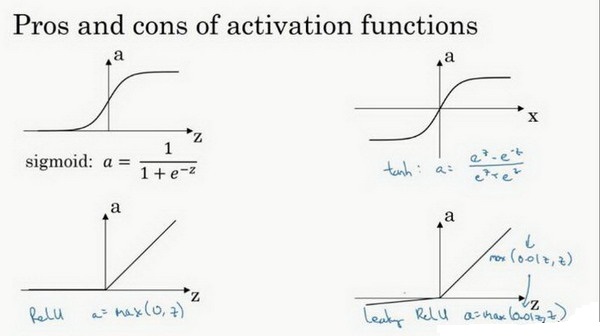 Pros and cons of activation functions
a
z
sigmoid: a = 1 / (1 + e^-z)
a
x
tanh: a = (e^z - e^-z) / (e^z + e^z)
a
z
ReLU a = max(0, z)
a
max(0.01z, z)
z
Leaky ReLU a = max(0.01z, z)